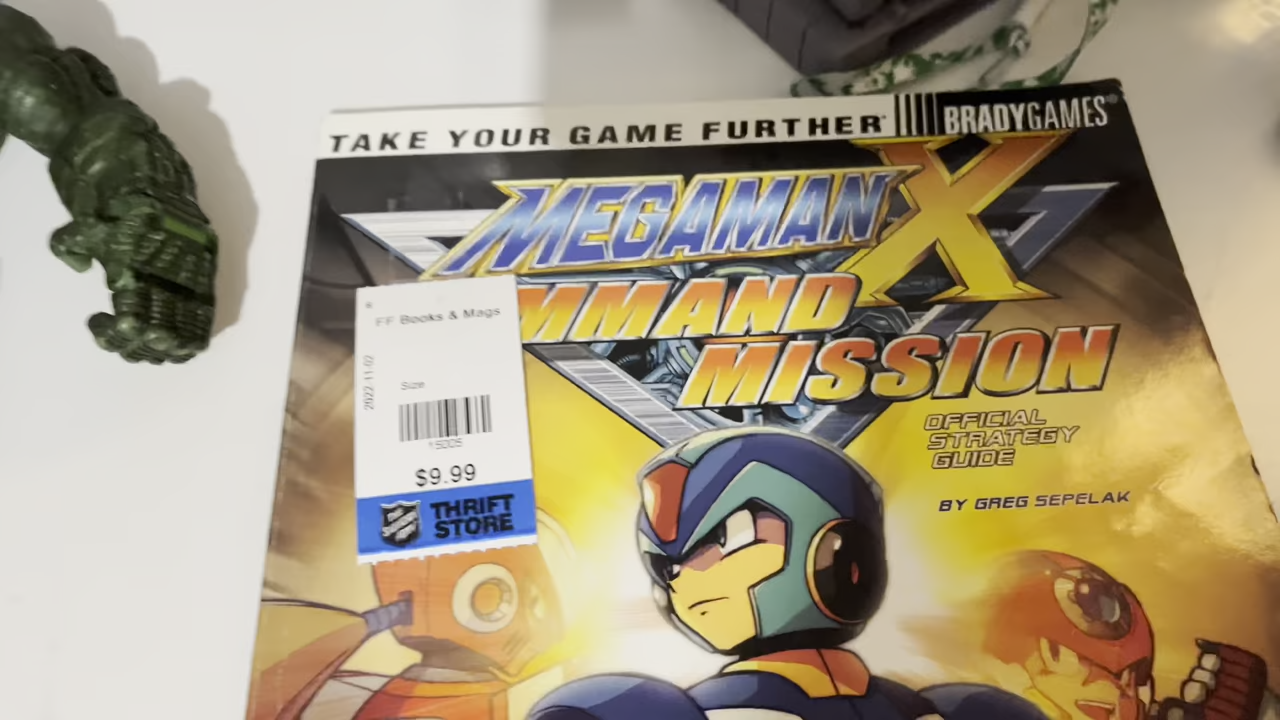 TAKE YOUR GAME FURTHER
BRADYGAMES®
MEGAMAN X
MMAND
MISSION
OFFICIAL
STRATEGY
GUIDE
BY GREG SEPELAK
FF Books & Mags
2022 11-02
Size
15005
$9.99
THRIFT
STORE